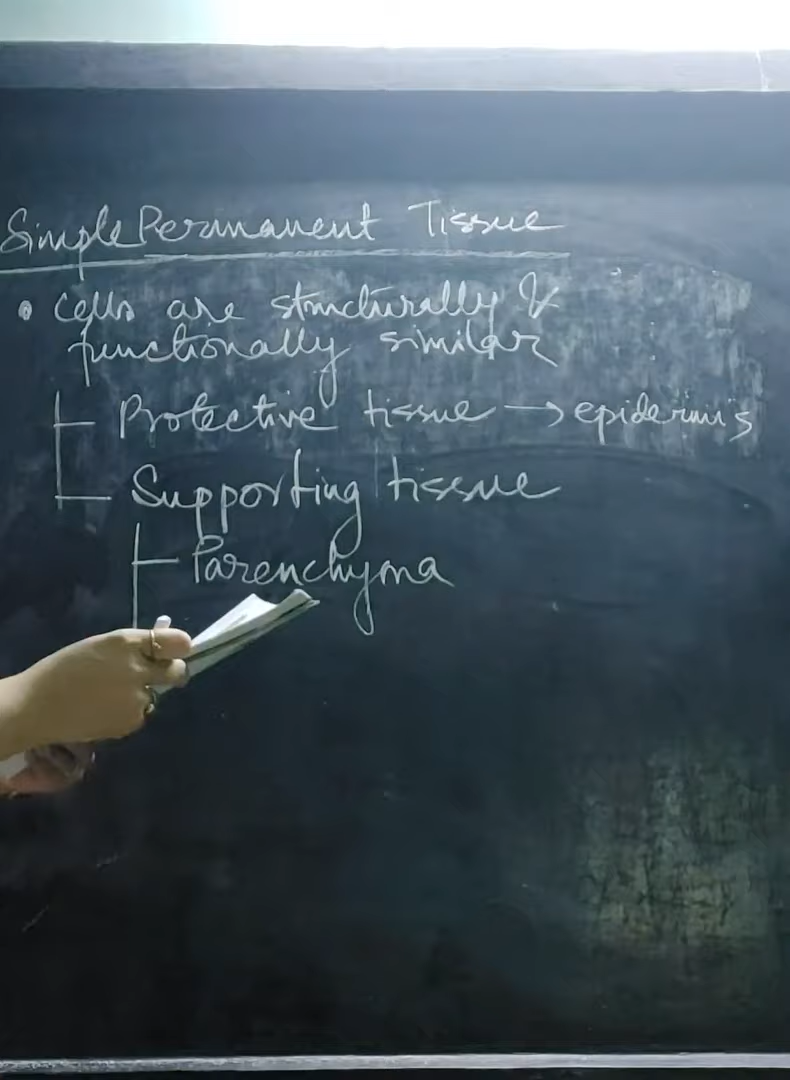 Simple Permanent Tissue
• Cells are structurally &
functionally similar
Protective tissue → epidermis
Supporting tissue
Parenchyma